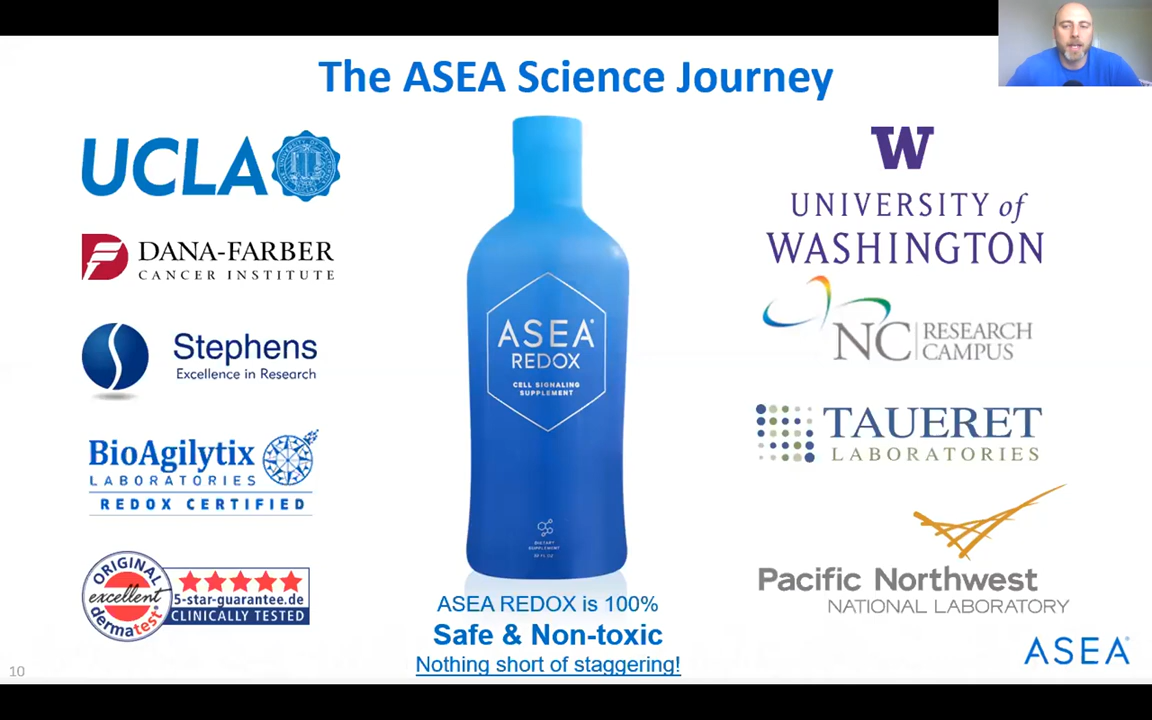 The ASEA Science Journey
UCLA
DANA-FARBER
CANCER INSTITUTE
Stephens
Excellence in Research
BioAgilytix
LABORATORIES
REDOX CERTIFIED
ORIGINAL
excellent
dermatest
5-star-guarantee.de
CLINICALLY TESTED
ASEA
REDOX
CELL SIGNALING
SUPPLEMENT
DIETARY
SUPPLEMENT
ASEA REDOX is 100%
Safe & Non-toxic
Nothing short of staggering!
W
UNIVERSITY of
WASHINGTON
NC RESEARCH
CAMPUS
TAUERET
LABORATORIES
Pacific Northwest
NATIONAL LABORATORY
ASEA
10